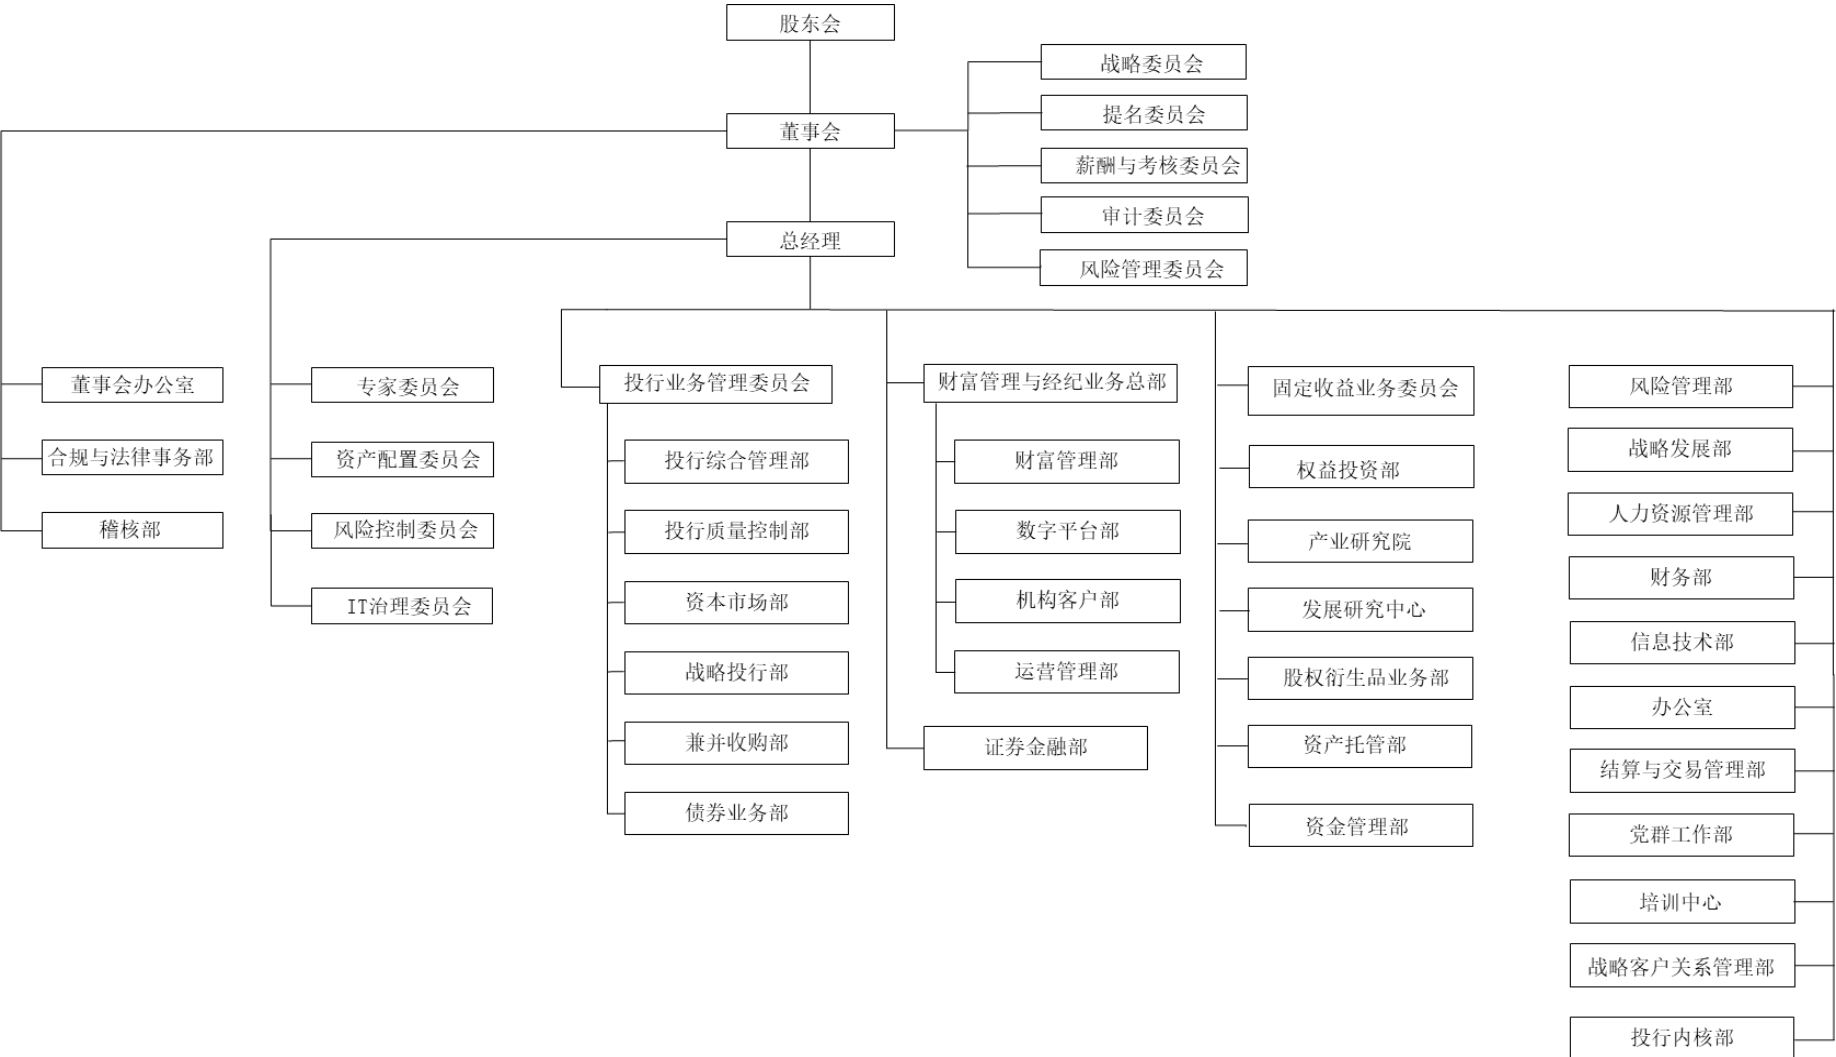 股东会
董事会
总经理
战略委员会
提名委员会
薪酬与考核委员会
审计委员会
风险管理委员会
董事会办公室
合规与法律事务部
稽核部
专家委员会
资产配置委员会
风险控制委员会
IT治理委员会
投行业务管理委员会
投行综合管理部
投行质量控制部
资本市场部
战略投行部
兼并收购部
债券业务部
财富管理与经纪业务总部
财富管理部
数字平台部
机构客户部
运营管理部
证券金融部
固定收益业务委员会
权益投资部
产业研究院
发展研究中心
股权衍生品业务部
资产托管部
资金管理部
风险管理部
战略发展部
人力资源管理部
财务部
信息技术部
办公室
结算与交易管理部
党群工作部
培训中心
战略客户关系管理部
投行内核部